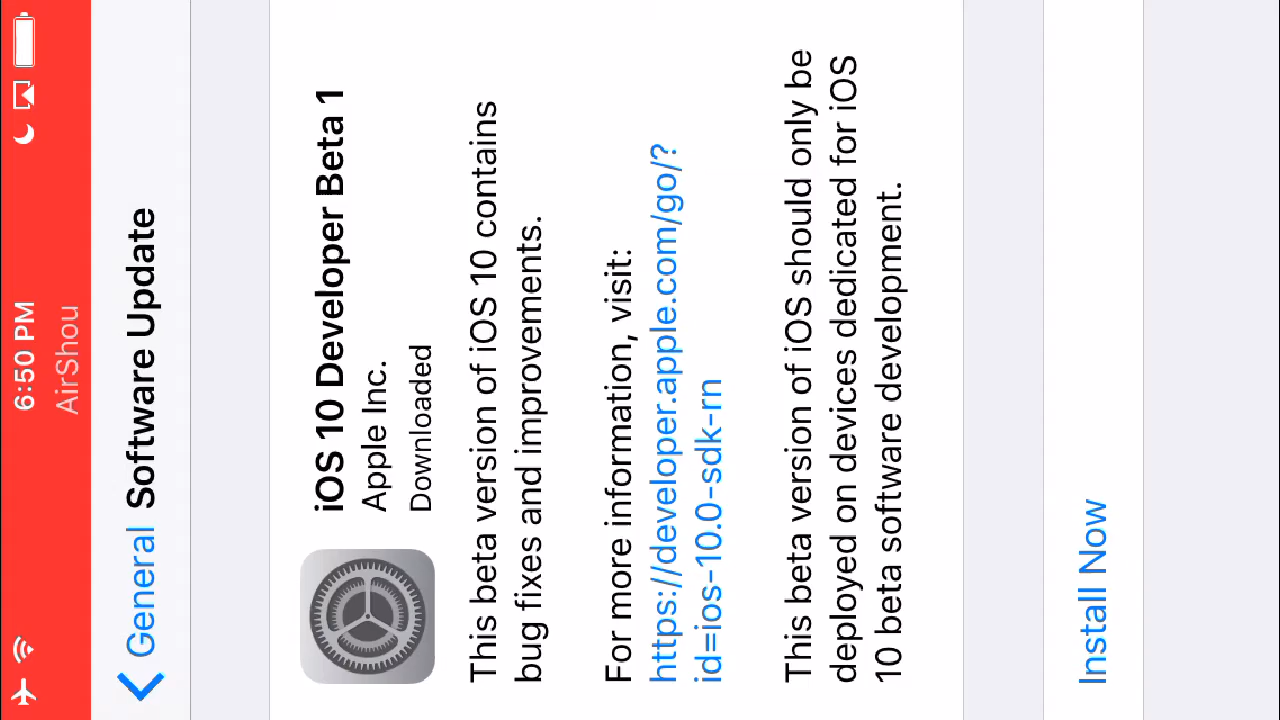 6:50 PM
AirShou
General Software Update
iOS 10 Developer Beta 1
Apple Inc.
Downloaded
This beta version of iOS 10 contains
bug fixes and improvements.
For more information, visit:
https://developer.apple.com/go/?
id=ios-10.0-sdk-rn
This beta version of iOS should only be
deployed on devices dedicated for iOS
10 beta software development.
Install Now